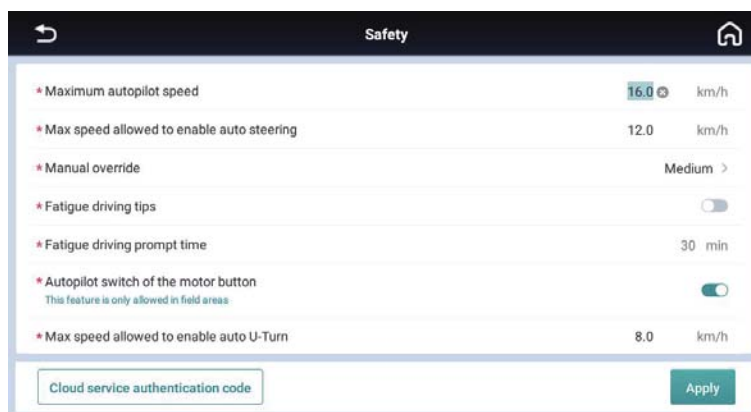 Safety
* Maximum autopilot speed 16.0 km/h
* Max speed allowed to enable auto steering 12.0 km/h
* Manual override Medium >
* Fatigue driving tips
* Fatigue driving prompt time 30 min
* Autopilot switch of the motor button
This feature is only allowed in field areas
* Max speed allowed to enable auto U-Turn 8.0 km/h
Cloud service authentication code Apply